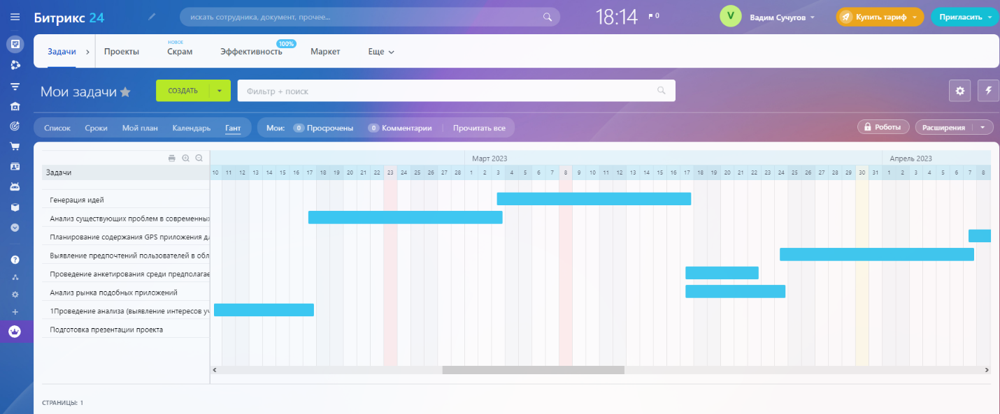 Битрикс 24
искать сотрудника, документ, прочее...
18:14
0
V
Вадим Сучугов
Купить тариф
Пригласить
Задачи
Проекты
НОВОЕ
Скрам
Эффективность
100%
Маркет
Еще
Мои задачи
СОЗДАТЬ
Фильтр + поиск
Список
Сроки
Мой план
Календарь
Гант
Мои:
0 Просрочены
0 Комментарии
Прочитать все
Роботы
Расширения
Март 2023
Апрель 2023
Задачи
10 11 12 13 14 15 16 17 18 19 20 21 22 23 24 25 26 27 28 1 2 3 4 5 6 7 8 9 10 11 12 13 14 15 16 17 18 19 20 21 22 23 24 25 26 27 28 29 30 31 1 2 3 4 5 6 7 8
Генерация идей
Анализ существующих проблем в современных
Планирование содержания GPS приложения дл
Выявление предпочтений пользователей в обл
Проведение анкетирования среди предполагае
Анализ рынка подобных приложений
1Проведение анализа (выявление интересов уч
Подготовка презентации проекта
СТРАНИЦЫ: 1